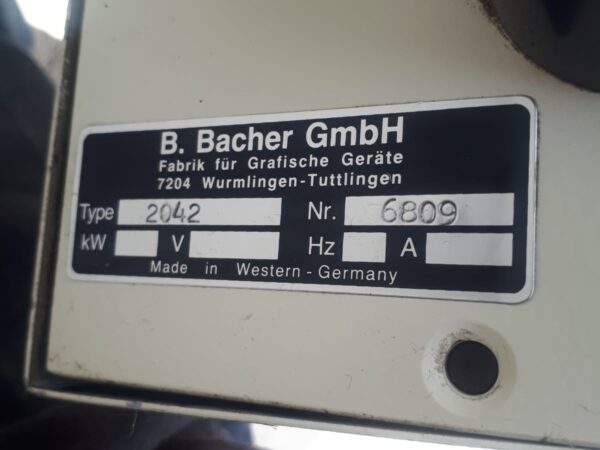 B. Bacher GmbH
Fabrik für Grafische Geräte
7204 Wurmlingen-Tuttlingen
Type 2042 Nr. 6809
kW V Hz A
Made in Western-Germany